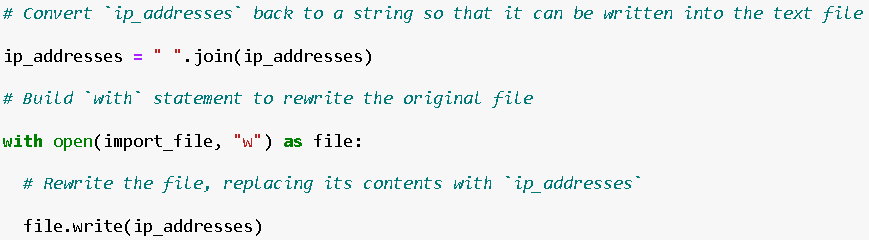 # Convert `ip_addresses` back to a string so that it can be written into the text file
ip_addresses = " ".join(ip_addresses)
# Build `with` statement to rewrite the original file
with open(import_file, "w") as file:
# Rewrite the file, replacing its contents with `ip_addresses`
file.write(ip_addresses)